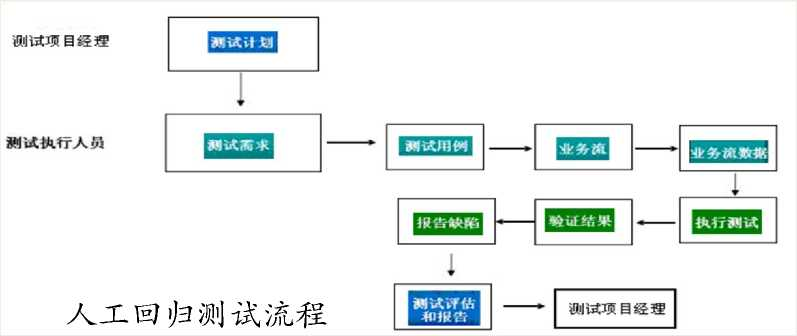 测试项目经理
测试计划
测试执行人员
测试需求
测试用例
业务流
业务流数据
报告缺陷
验证结果
执行测试
测试评估
和报告
测试项目经理
人工回归测试流程